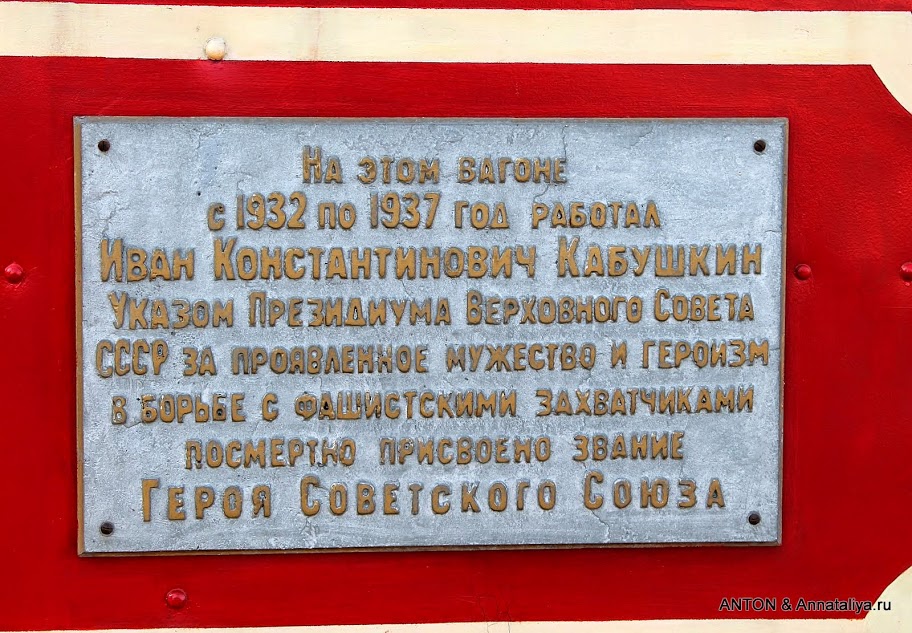 На этом вагоне
с 1932 по 1937 год работал
Иван Константинович Кабушкин
Указом Президиума Верховного Совета
СССР за проявленное мужество и героизм
в борьбе с фашистскими захватчиками
посмертно присвоено звание
Героя Советского Союза
ANTON & Annataliya.ru